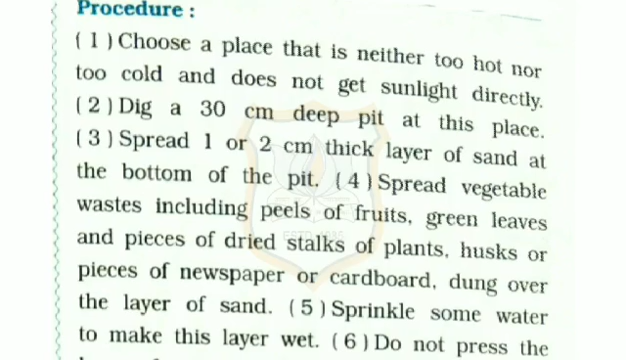 Procedure :
( 1 ) Choose a place that is neither too hot nor
too cold and does not get sunlight directly.
( 2 ) Dig a 30 cm deep pit at this place.
( 3 ) Spread 1 or 2 cm thick layer of sand at
the bottom of the pit. ( 4 ) Spread vegetable
wastes including peels of fruits, green leaves
and pieces of dried stalks of plants, husks or
pieces of newspaper or cardboard, dung over
the layer of sand. ( 5 ) Sprinkle some water
to make this layer wet. ( 6 ) Do not press the